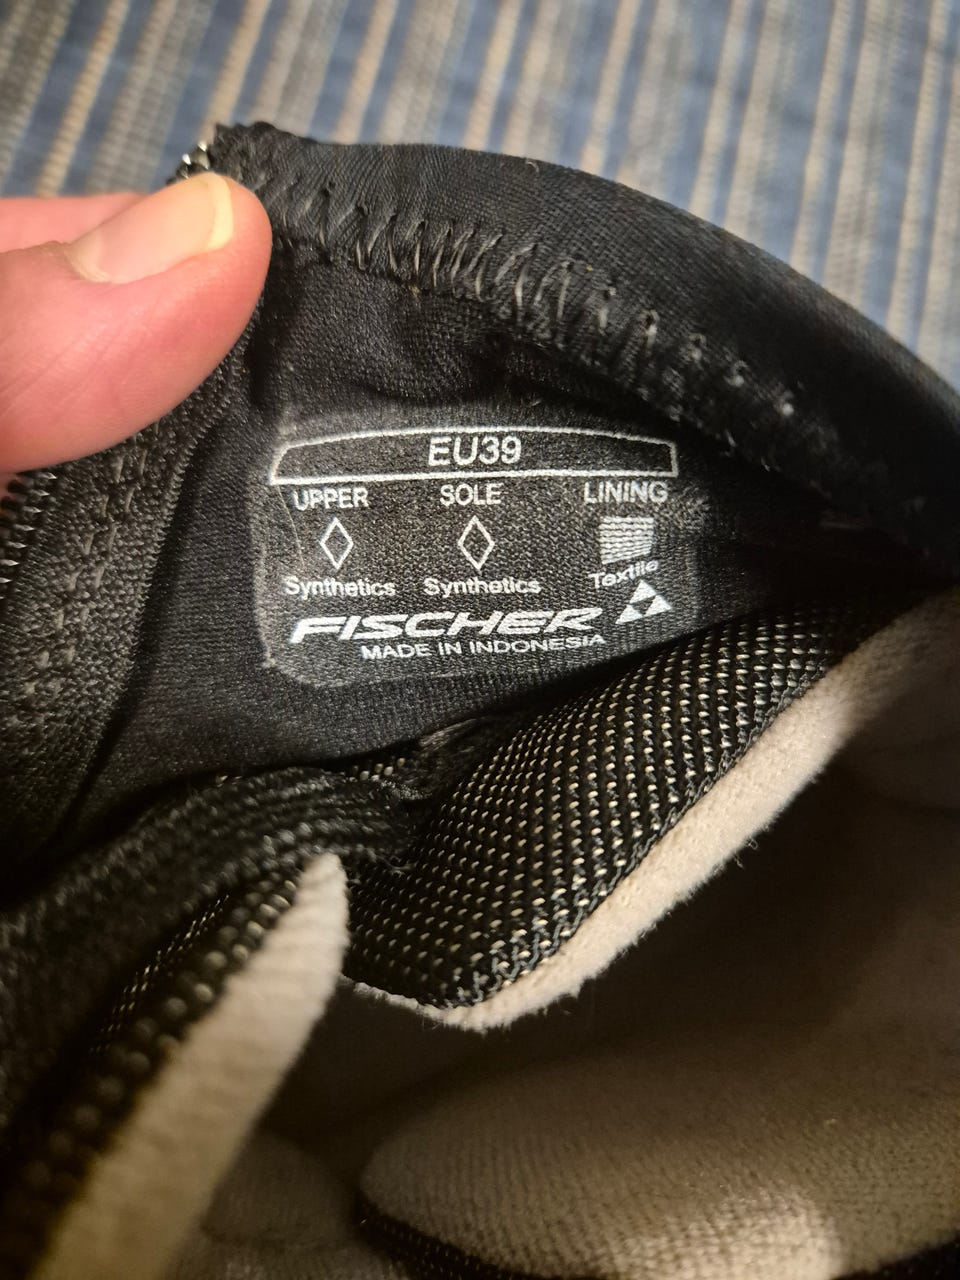 EU39
UPPER SOLE LINING
Synthetics Synthetics Textile
FISCHER
MADE IN INDONESIA